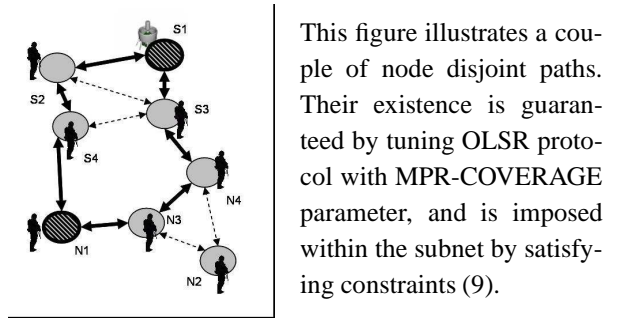 S1
S2
S3
S4
N4
N3
N1
N2
This figure illustrates a cou-
ple of node disjoint paths.
Their existence is guaran-
teed by tuning OLSR proto-
col with MPR-COVERAGE
parameter, and is imposed
within the subnet by satisfy-
ing constraints (9).